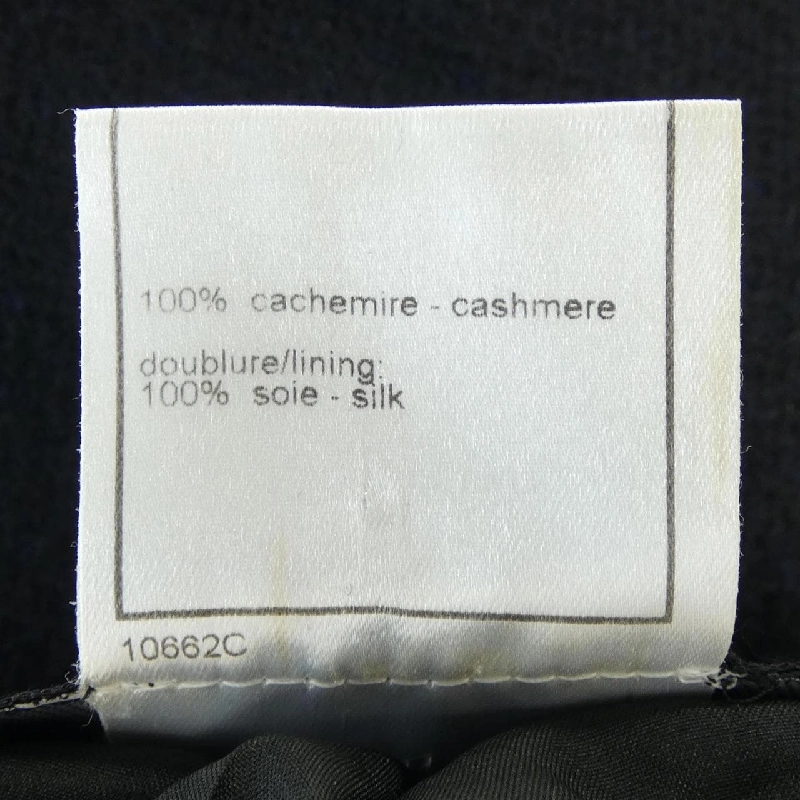 100% cachemire - cashmere
doublure/lining:
100% soie - silk
10662C